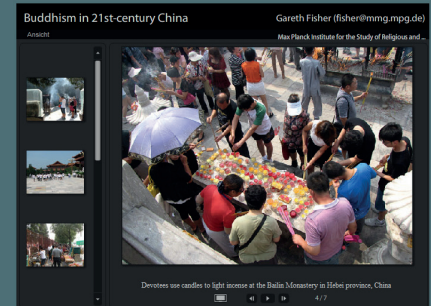 Buddhism in 21st-century China
Gareth Fisher (fisher@mmg.mpg.de)
Ansicht
Max Planck Institute for the Study of Religious and ...
Devotees use candles to light incense at the Bailin Monastery in Hebei province, China
4/7